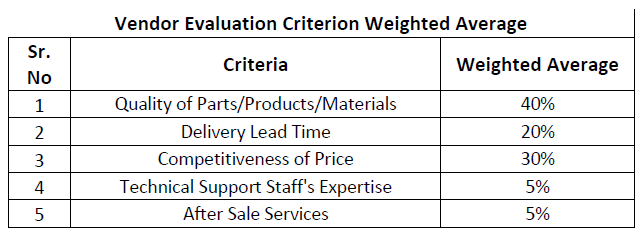 Vendor Evaluation Criterion Weighted Average
Sr. No Criteria Weighted Average
1 Quality of Parts/Products/Materials 40%
2 Delivery Lead Time 20%
3 Competitiveness of Price 30%
4 Technical Support Staff's Expertise 5%
5 After Sale Services 5%